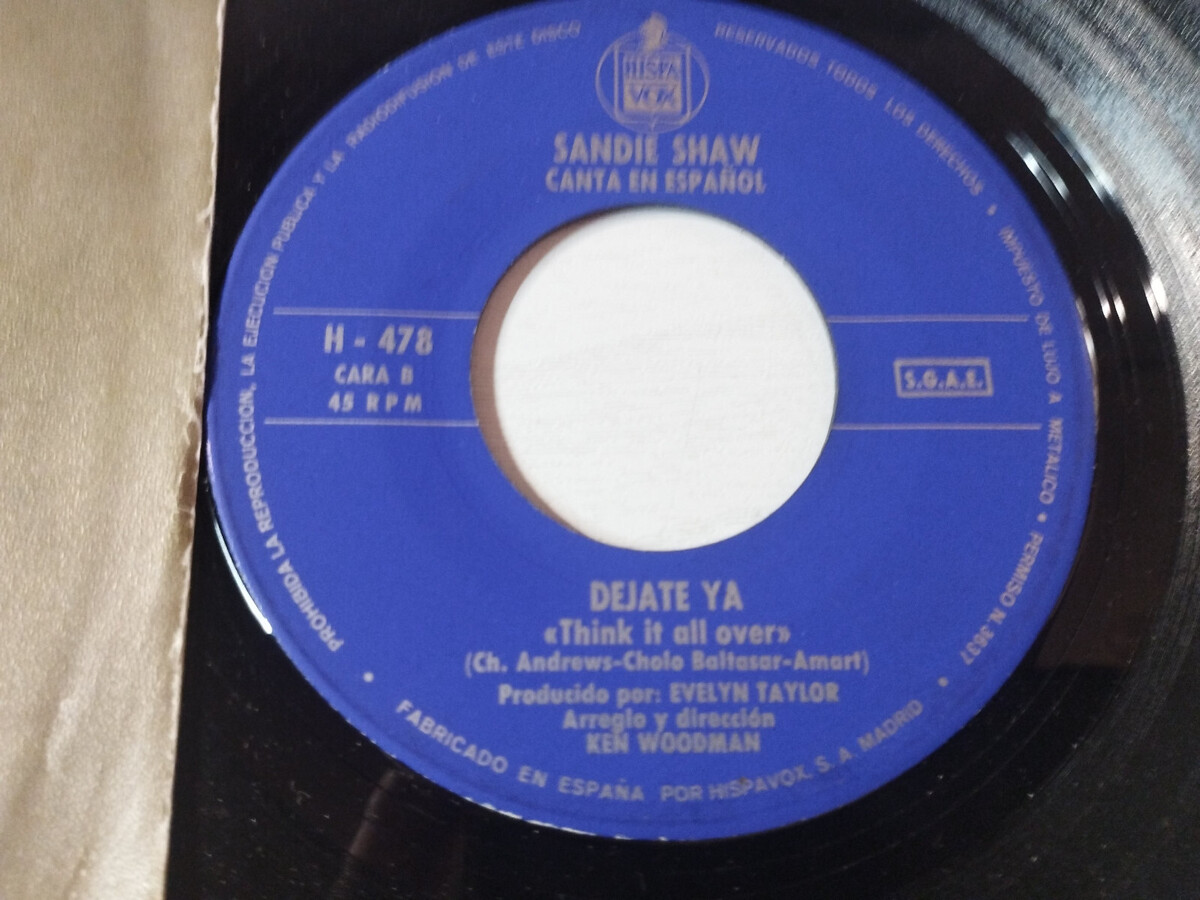 HISPA
VOX
SANDIE SHAW
CANTA EN ESPAÑOL
H - 478
CARA B
45 RPM
S.G.A.E.
DEJATE YA
«Think it all over»
(Ch. Andrews-Cholo Baltasar-Amart)
Producido por: EVELYN TAYLOR
Arreglo y dirección
KEN WOODMAN
PROHIBIDA LA REPRODUCCION, LA EJECUCION PUBLICA Y LA RADIODIFUSION DE ESTE DISCO
RESERVADOS TODOS LOS DERECHOS • IMPRIMIO GARSI DE LUJO A METALICO • PERMISO N. 3637
• FABRICADO EN ESPAÑA POR HISPAVOX, S. A. MADRID •